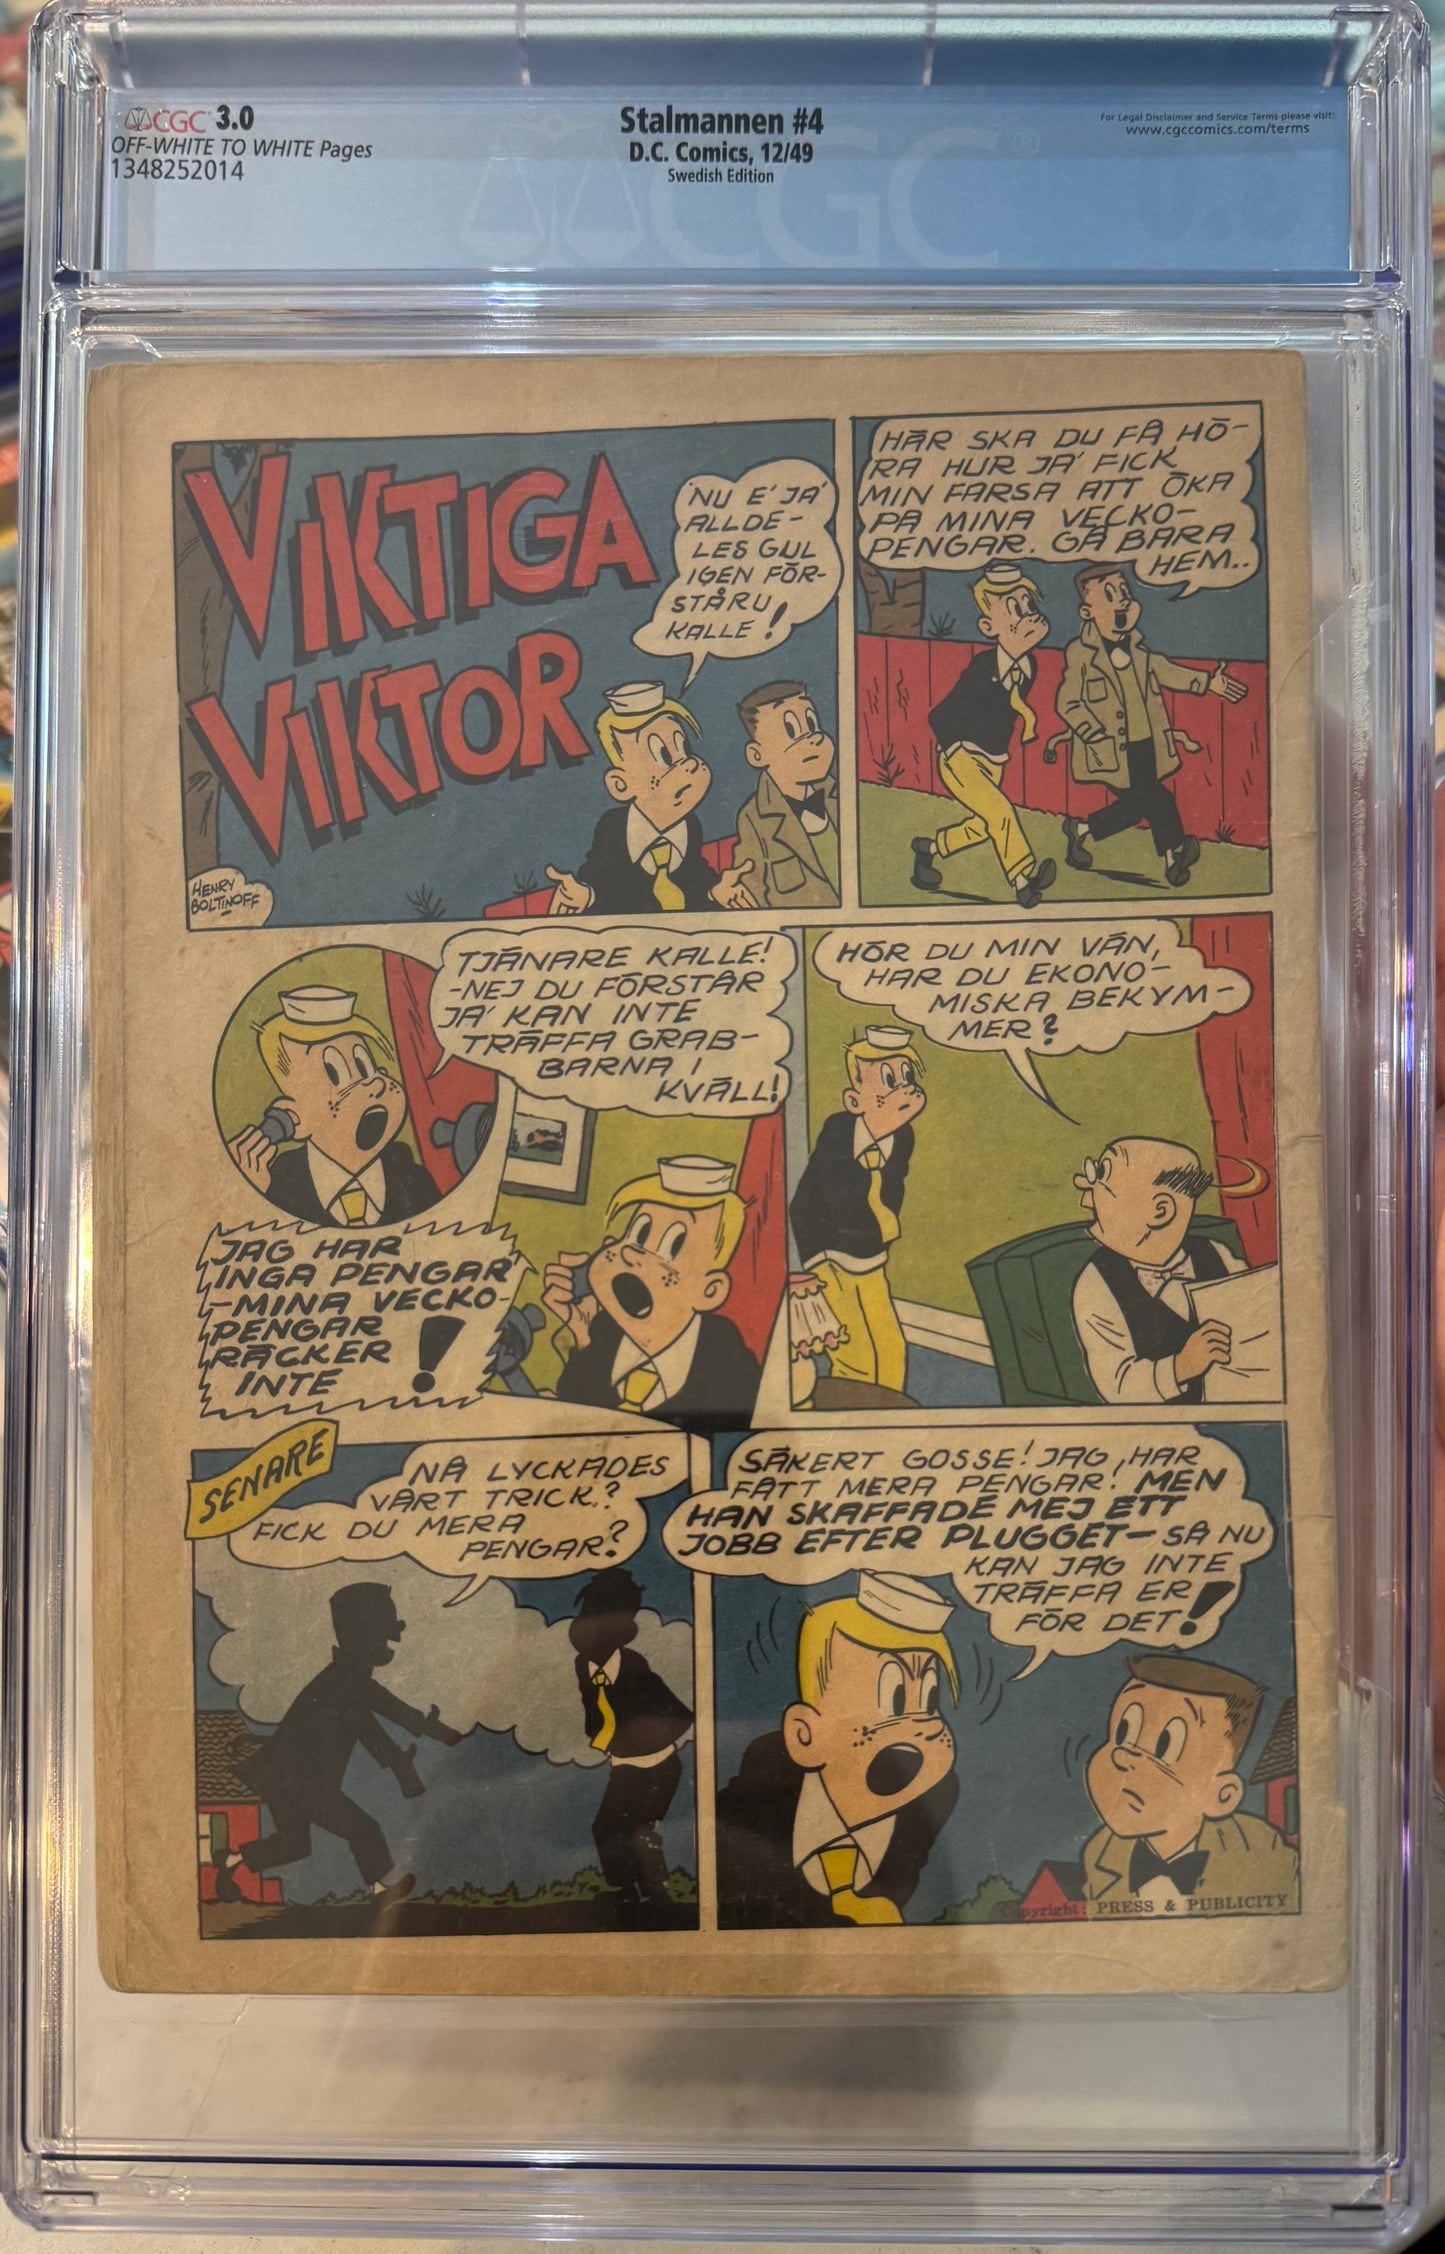 CGC 3.0
OFF-WHITE TO WHITE Pages
1348252014
Stalmannen #4
D.C. Comics, 12/49
Swedish Edition
For Legal Disclaimer and Service Terms please visit:
www.cgccomics.com/terms
CGC
VIKTIGA
VIKTOR
NU E' JA'
ALLDE-
LES GUL
IGEN FÖR-
STÅRU
KALLE!
HENRY
BOLTINOFF
HÄR SKA DU FÅ HÖ-
RA HUR JA' FICK
MIN FARSA ATT ÖKA
PÅ MINA VECKO-
PENGAR. GÅ BARA
HEM..
TJÄNARE KALLE!
-NEJ DU FÖRSTÅR
JA' KAN INTE
TRÄFFA GRAB-
BARNA I
KVÄLL!
JAG HAR
INGA PENGAR
-MINA VECKO-
PENGAR
RÄCKER
INTE!
HÖR DU MIN VÄN,
HAR DU EKONO-
MISKA BEKYM-
MER?
SENARE
NÅ LYCKADES
VÅRT TRICK?
FICK DU MERA
PENGAR?
SÄKERT GOSSE! JAG HAR
FÅTT MERA PENGAR! MEN
HAN SKAFFADE MEJ ETT
JOBB EFTER PLUGGET- SÅ NU
KAN JAG INTE
TRÄFFA ER
FÖR DET!
Copyright: PRESS & PUBLICITY